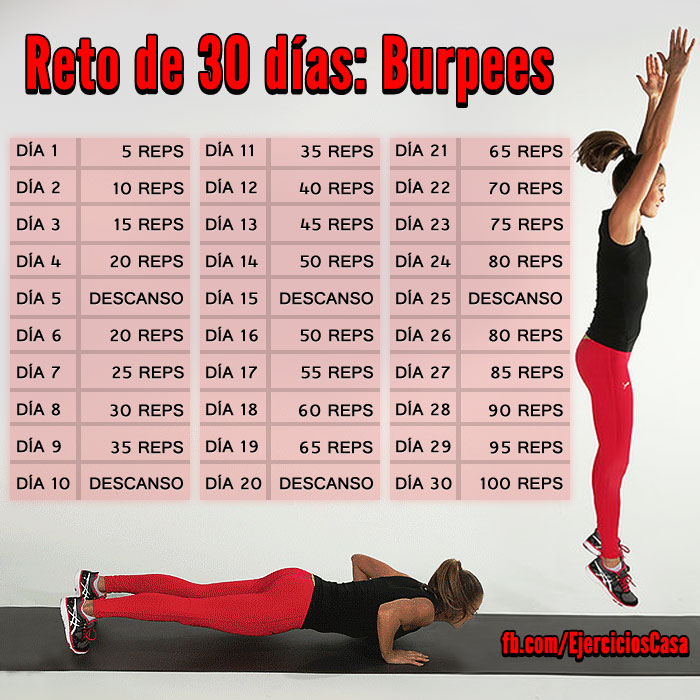 Reto de 30 días: Burpees
DÍA 1 5 REPS
DÍA 2 10 REPS
DÍA 3 15 REPS
DÍA 4 20 REPS
DÍA 5 DESCANSO
DÍA 6 20 REPS
DÍA 7 25 REPS
DÍA 8 30 REPS
DÍA 9 35 REPS
DÍA 10 DESCANSO
DÍA 11 35 REPS
DÍA 12 40 REPS
DÍA 13 45 REPS
DÍA 14 50 REPS
DÍA 15 DESCANSO
DÍA 16 50 REPS
DÍA 17 55 REPS
DÍA 18 60 REPS
DÍA 19 65 REPS
DÍA 20 DESCANSO
DÍA 21 65 REPS
DÍA 22 70 REPS
DÍA 23 75 REPS
DÍA 24 80 REPS
DÍA 25 DESCANSO
DÍA 26 80 REPS
DÍA 27 85 REPS
DÍA 28 90 REPS
DÍA 29 95 REPS
DÍA 30 100 REPS
fb.com/EjerciciosCasa